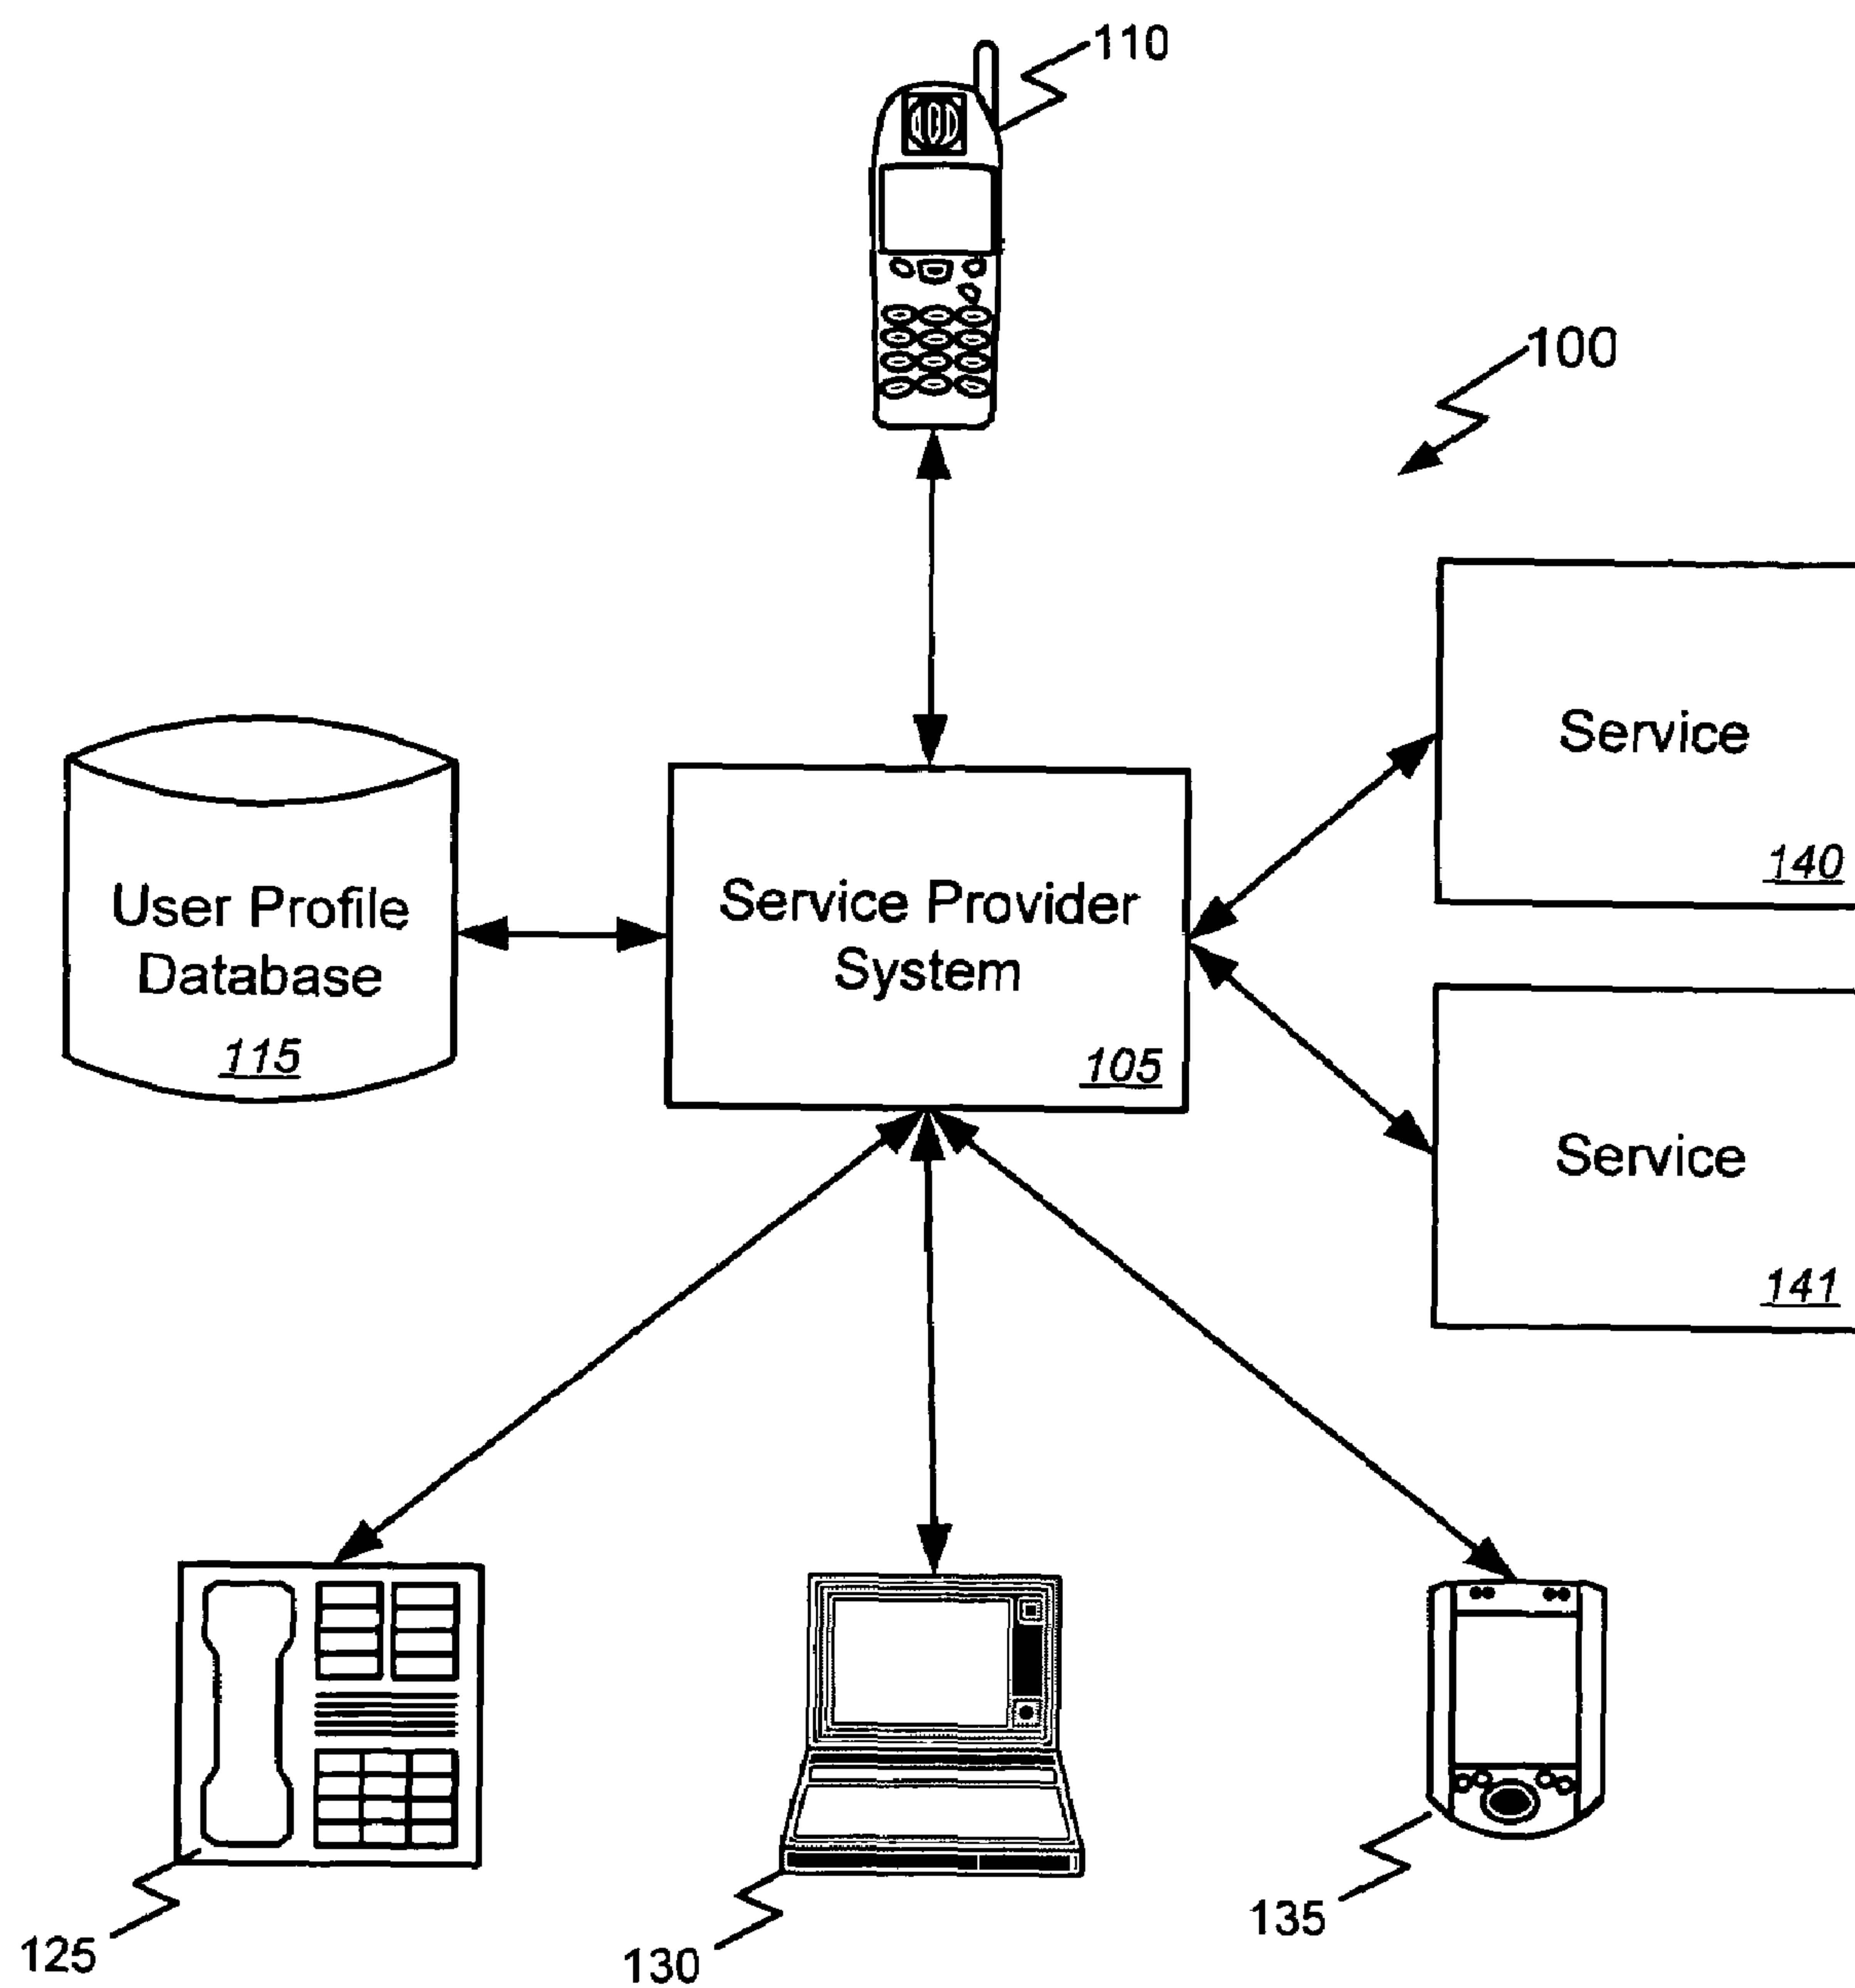 110
100
Service
140
User Profile
Database
115
Service Provider
System
105
Service
141
125
130
135